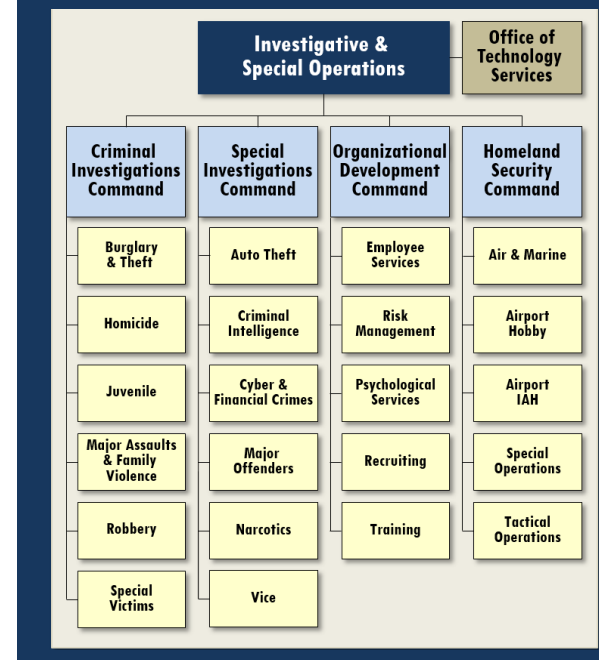 Investigative &
Special Operations
Office of
Technology
Services
Criminal
Investigations
Command
Special
Investigations
Command
Organizational
Development
Command
Homeland
Security
Command
Burglary
& Theft
Homicide
Juvenile
Major Assaults
& Family
Violence
Robbery
Special
Victims
Auto Theft
Criminal
Intelligence
Cyber &
Financial Crimes
Major
Offenders
Narcotics
Vice
Employee
Services
Risk
Management
Psychological
Services
Recruiting
Training
Air & Marine
Airport
Hobby
Airport
IAH
Special
Operations
Tactical
Operations